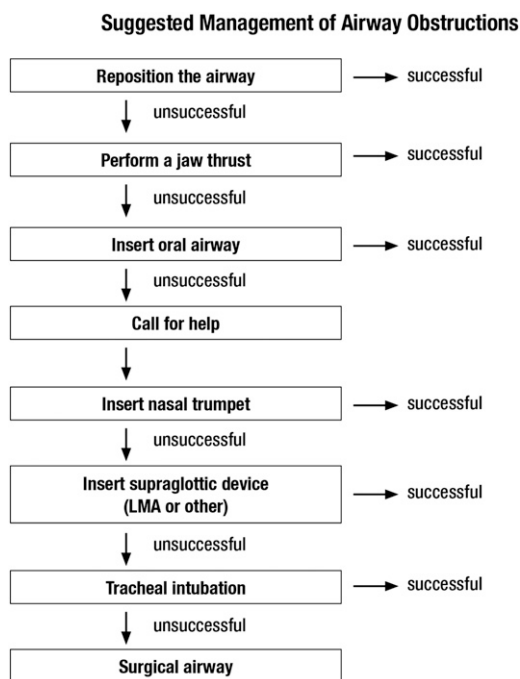 Suggested Management of Airway Obstructions
Reposition the airway
successful
unsuccessful
Perform a jaw thrust
successful
unsuccessful
Insert oral airway
successful
unsuccessful
Call for help
Insert nasal trumpet
successful
unsuccessful
Insert supraglottic device
(LMA or other)
successful
unsuccessful
Tracheal intubation
successful
unsuccessful
Surgical airway